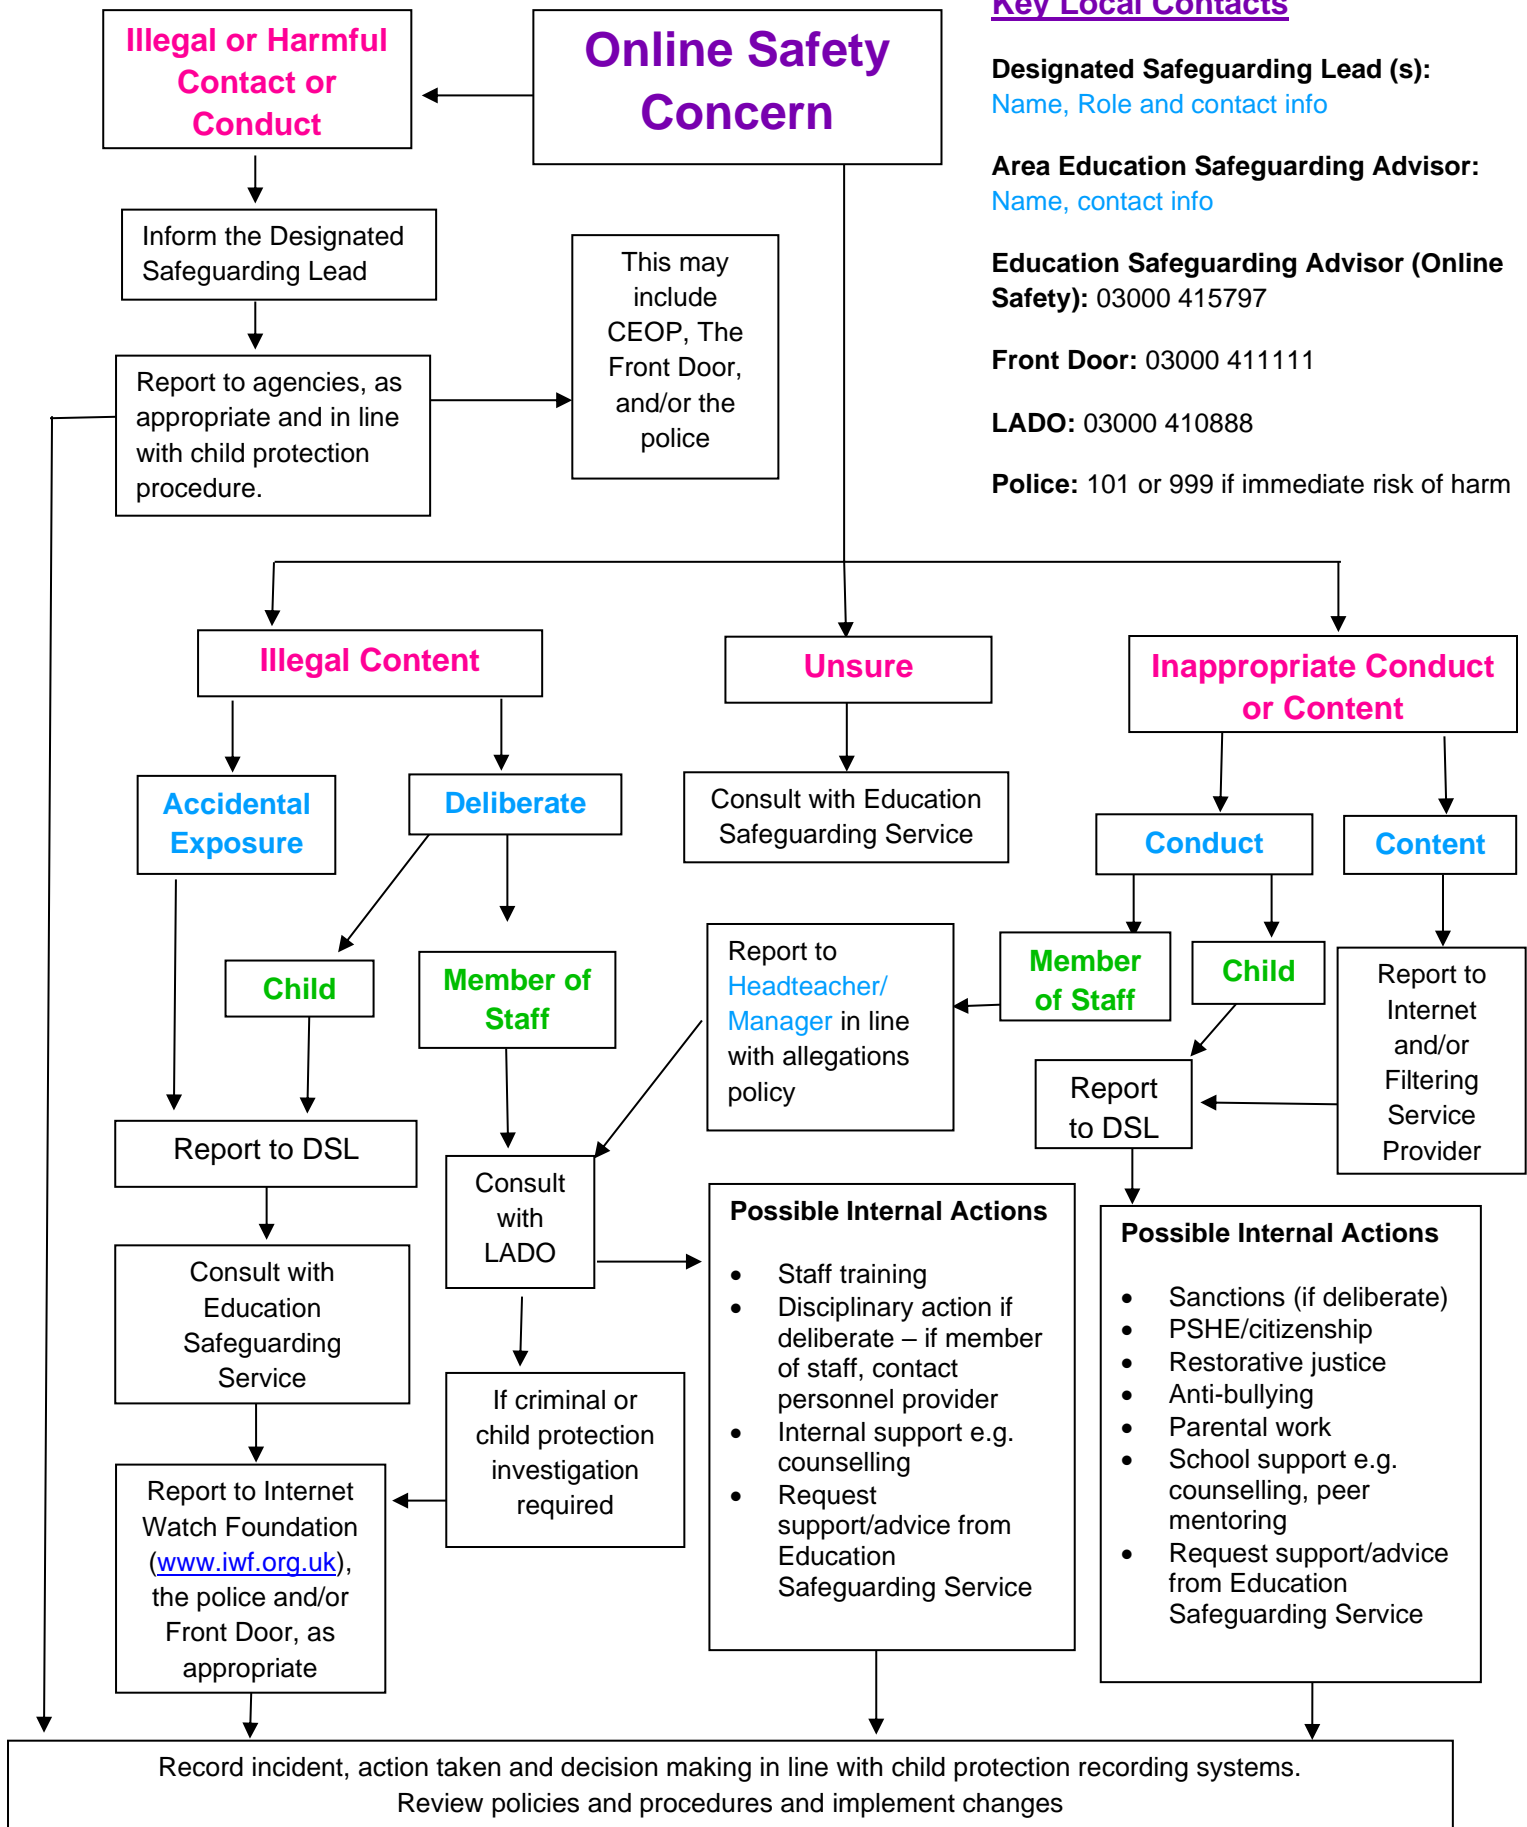 Key Local Contacts
Illegal or Harmful
Contact or
Conduct
Online Safety
Concern
Designated Safeguarding Lead (s):
Name, Role and contact info
Area Education Safeguarding Advisor:
Name, contact info
Education Safeguarding Advisor (Online
Safety): 03000 415797
Front Door: 03000 411111
LADO: 03000 410888
Police: 101 or 999 if immediate risk of harm
Inform the Designated
Safeguarding Lead
Report to agencies, as
appropriate and in line
with child protection
procedure.
This may
include
CEOP, The
Front Door,
and/or the
police
Illegal Content
Unsure
Inappropriate Conduct
or Content
Accidental
Exposure
Deliberate
Consult with Education
Safeguarding Service
Conduct
Content
Child
Member of
Staff
Report to
Headteacher/
Manager in line
with allegations
policy
Member
of Staff
Child
Report to
Internet
and/or
Filtering
Service
Provider
Report to DSL
Consult
with
LADO
Report
to DSL
Consult with
Education
Safeguarding
Service
If criminal or
child protection
investigation
required
Report to Internet
Watch Foundation
(www.iwf.org.uk),
the police and/or
Front Door, as
appropriate
Possible Internal Actions
• Staff training
• Disciplinary action if
deliberate – if member
of staff, contact
personnel provider
• Internal support e.g.
counselling
• Request
support/advice from
Education
Safeguarding Service
Possible Internal Actions
• Sanctions (if deliberate)
• PSHE/citizenship
• Restorative justice
• Anti-bullying
• Parental work
• School support e.g.
counselling, peer
mentoring
• Request support/advice
from Education
Safeguarding Service
Record incident, action taken and decision making in line with child protection recording systems.
Review policies and procedures and implement changes